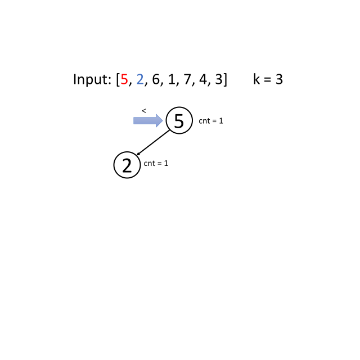 Input: [5, 2, 6, 1, 7, 4, 3] k = 3
<
5 cnt = 1
2 cnt = 1